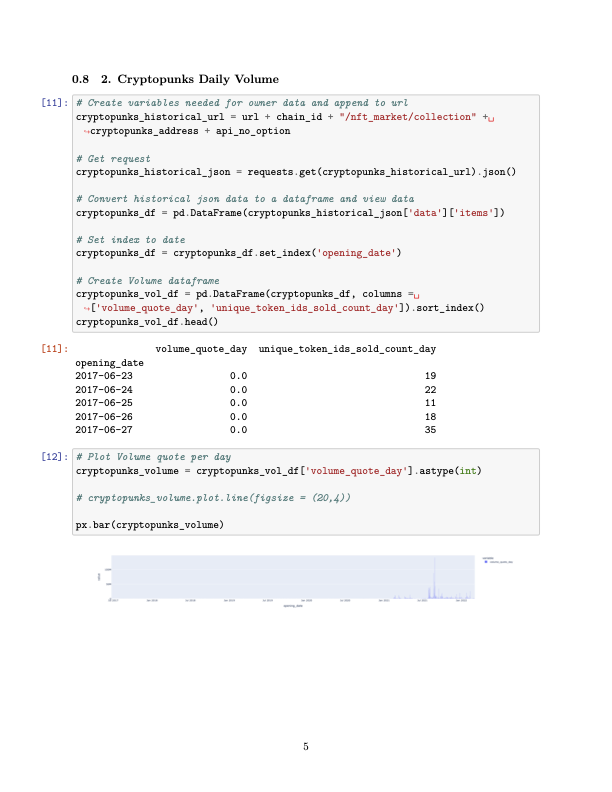 0.8 2. Cryptopunks Daily Volume
[11]: # Create variables needed for owner data and append to url
cryptopunks_historical_url = url + chain_id + "/nft_market/collection" +␣
↪cryptopunks_address + api_no_option
# Get request
cryptopunks_historical_json = requests.get(cryptopunks_historical_url).json()
# Convert historical json data to a dataframe and view data
cryptopunks_df = pd.DataFrame(cryptopunks_historical_json['data']['items'])
# Set index to date
cryptopunks_df = cryptopunks_df.set_index('opening_date')
# Create Volume dataframe
cryptopunks_vol_df = pd.DataFrame(cryptopunks_df, columns =␣
↪['volume_quote_day', 'unique_token_ids_sold_count_day']).sort_index()
cryptopunks_vol_df.head()
[11]: volume_quote_day unique_token_ids_sold_count_day
opening_date
2017-06-23 0.0 19
2017-06-24 0.0 22
2017-06-25 0.0 11
2017-06-26 0.0 18
2017-06-27 0.0 35
[12]: # Plot Volume quote per day
cryptopunks_volume = cryptopunks_vol_df['volume_quote_day'].astype(int)
# cryptopunks_volume.plot.line(figsize = (20,4))
px.bar(cryptopunks_volume)
opening_date
5